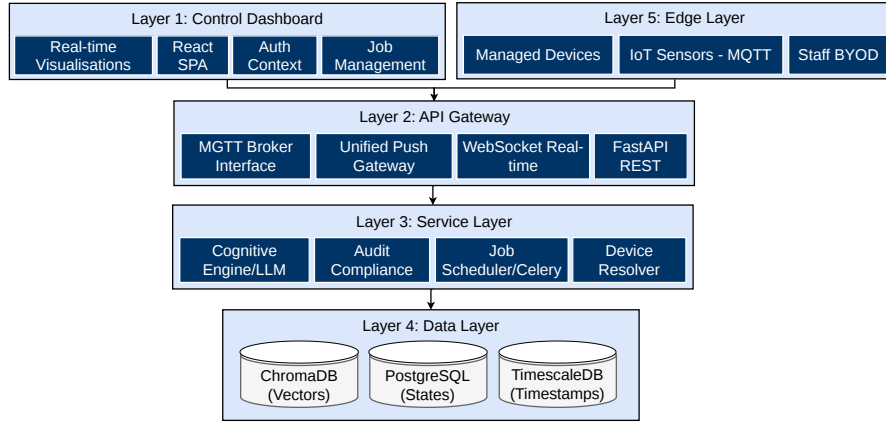 Layer 1: Control Dashboard
Real-time
Visualisations
React
SPA
Auth
Context
Job
Management
Layer 5: Edge Layer
Managed Devices
IoT Sensors - MQTT
Staff BYOD
Layer 2: API Gateway
MGTT Broker
Interface
Unified Push
Gateway
WebSocket Real-
time
FastAPI
REST
Layer 3: Service Layer
Cognitive
Engine/LLM
Audit
Compliance
Job
Scheduler/Celery
Device
Resolver
Layer 4: Data Layer
ChromaDB
(Vectors)
PostgreSQL
(States)
TimescaleDB
(Timestamps)